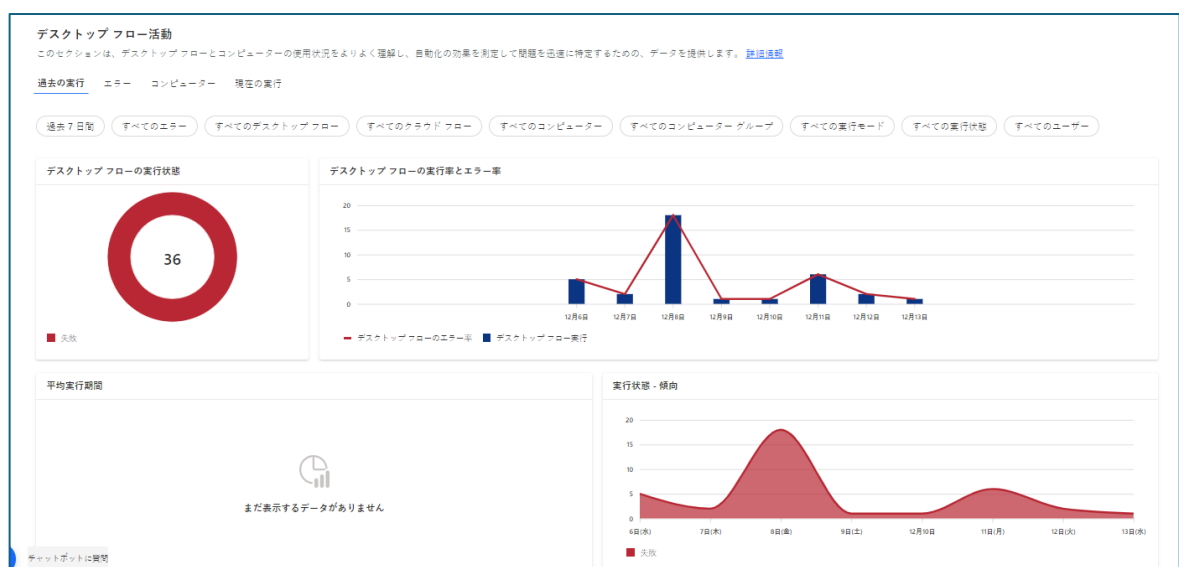 デスクトップ フロー活動
このセクションは、デスクトップ フローとコンピューターの使用状況をよりよく理解し、自動化の効果を測定して問題を迅速に特定するための、データを提供します。 詳細情報
過去の実行 エラー コンピューター 現在の実行
過去 7 日間 すべてのエラー すべてのデスクトップ フロー すべてのクラウド フロー すべてのコンピューター すべてのコンピューター グループ すべての実行モード すべての実行状態 すべてのユーザー
デスクトップ フローの実行状態
36
失敗
デスクトップ フローの実行率とエラー率
20
15
10
5
0
12月6日 12月7日 12月8日 12月9日 12月10日 12月11日 12月12日 12月13日
デスクトップ フローのエラー率 デスクトップ フロー実行
平均実行期間
まだ表示するデータがありません
実行状態 - 傾向
20
15
10
5
0
6日(水) 7日(木) 8日(金) 9日(土) 12月10日 11日(月) 12日(火) 13日(水)
失敗
チャットボットに質問